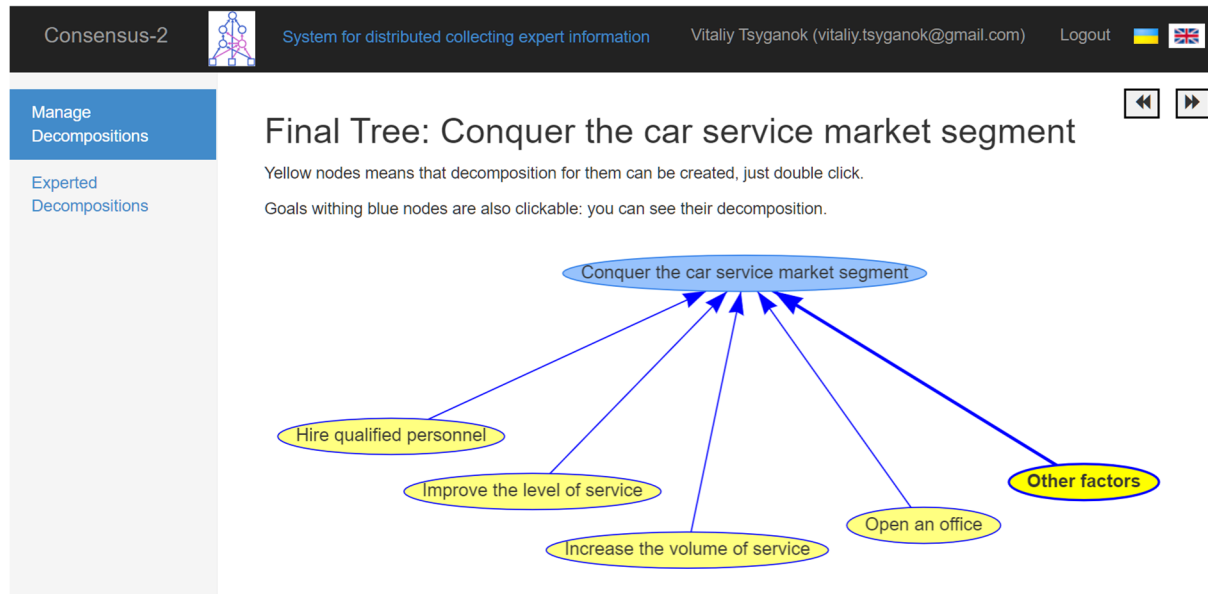 Consensus-2
System for distributed collecting expert information
Vitaliy Tsyganok (vitaliy.tsyganok@gmail.com)
Logout
Manage
Decompositions
Experted
Decompositions
Final Tree: Conquer the car service market segment
Yellow nodes means that decomposition for them can be created, just double click.
Goals withing blue nodes are also clickable: you can see their decomposition.
Conquer the car service market segment
Hire qualified personnel
Improve the level of service
Increase the volume of service
Open an office
Other factors